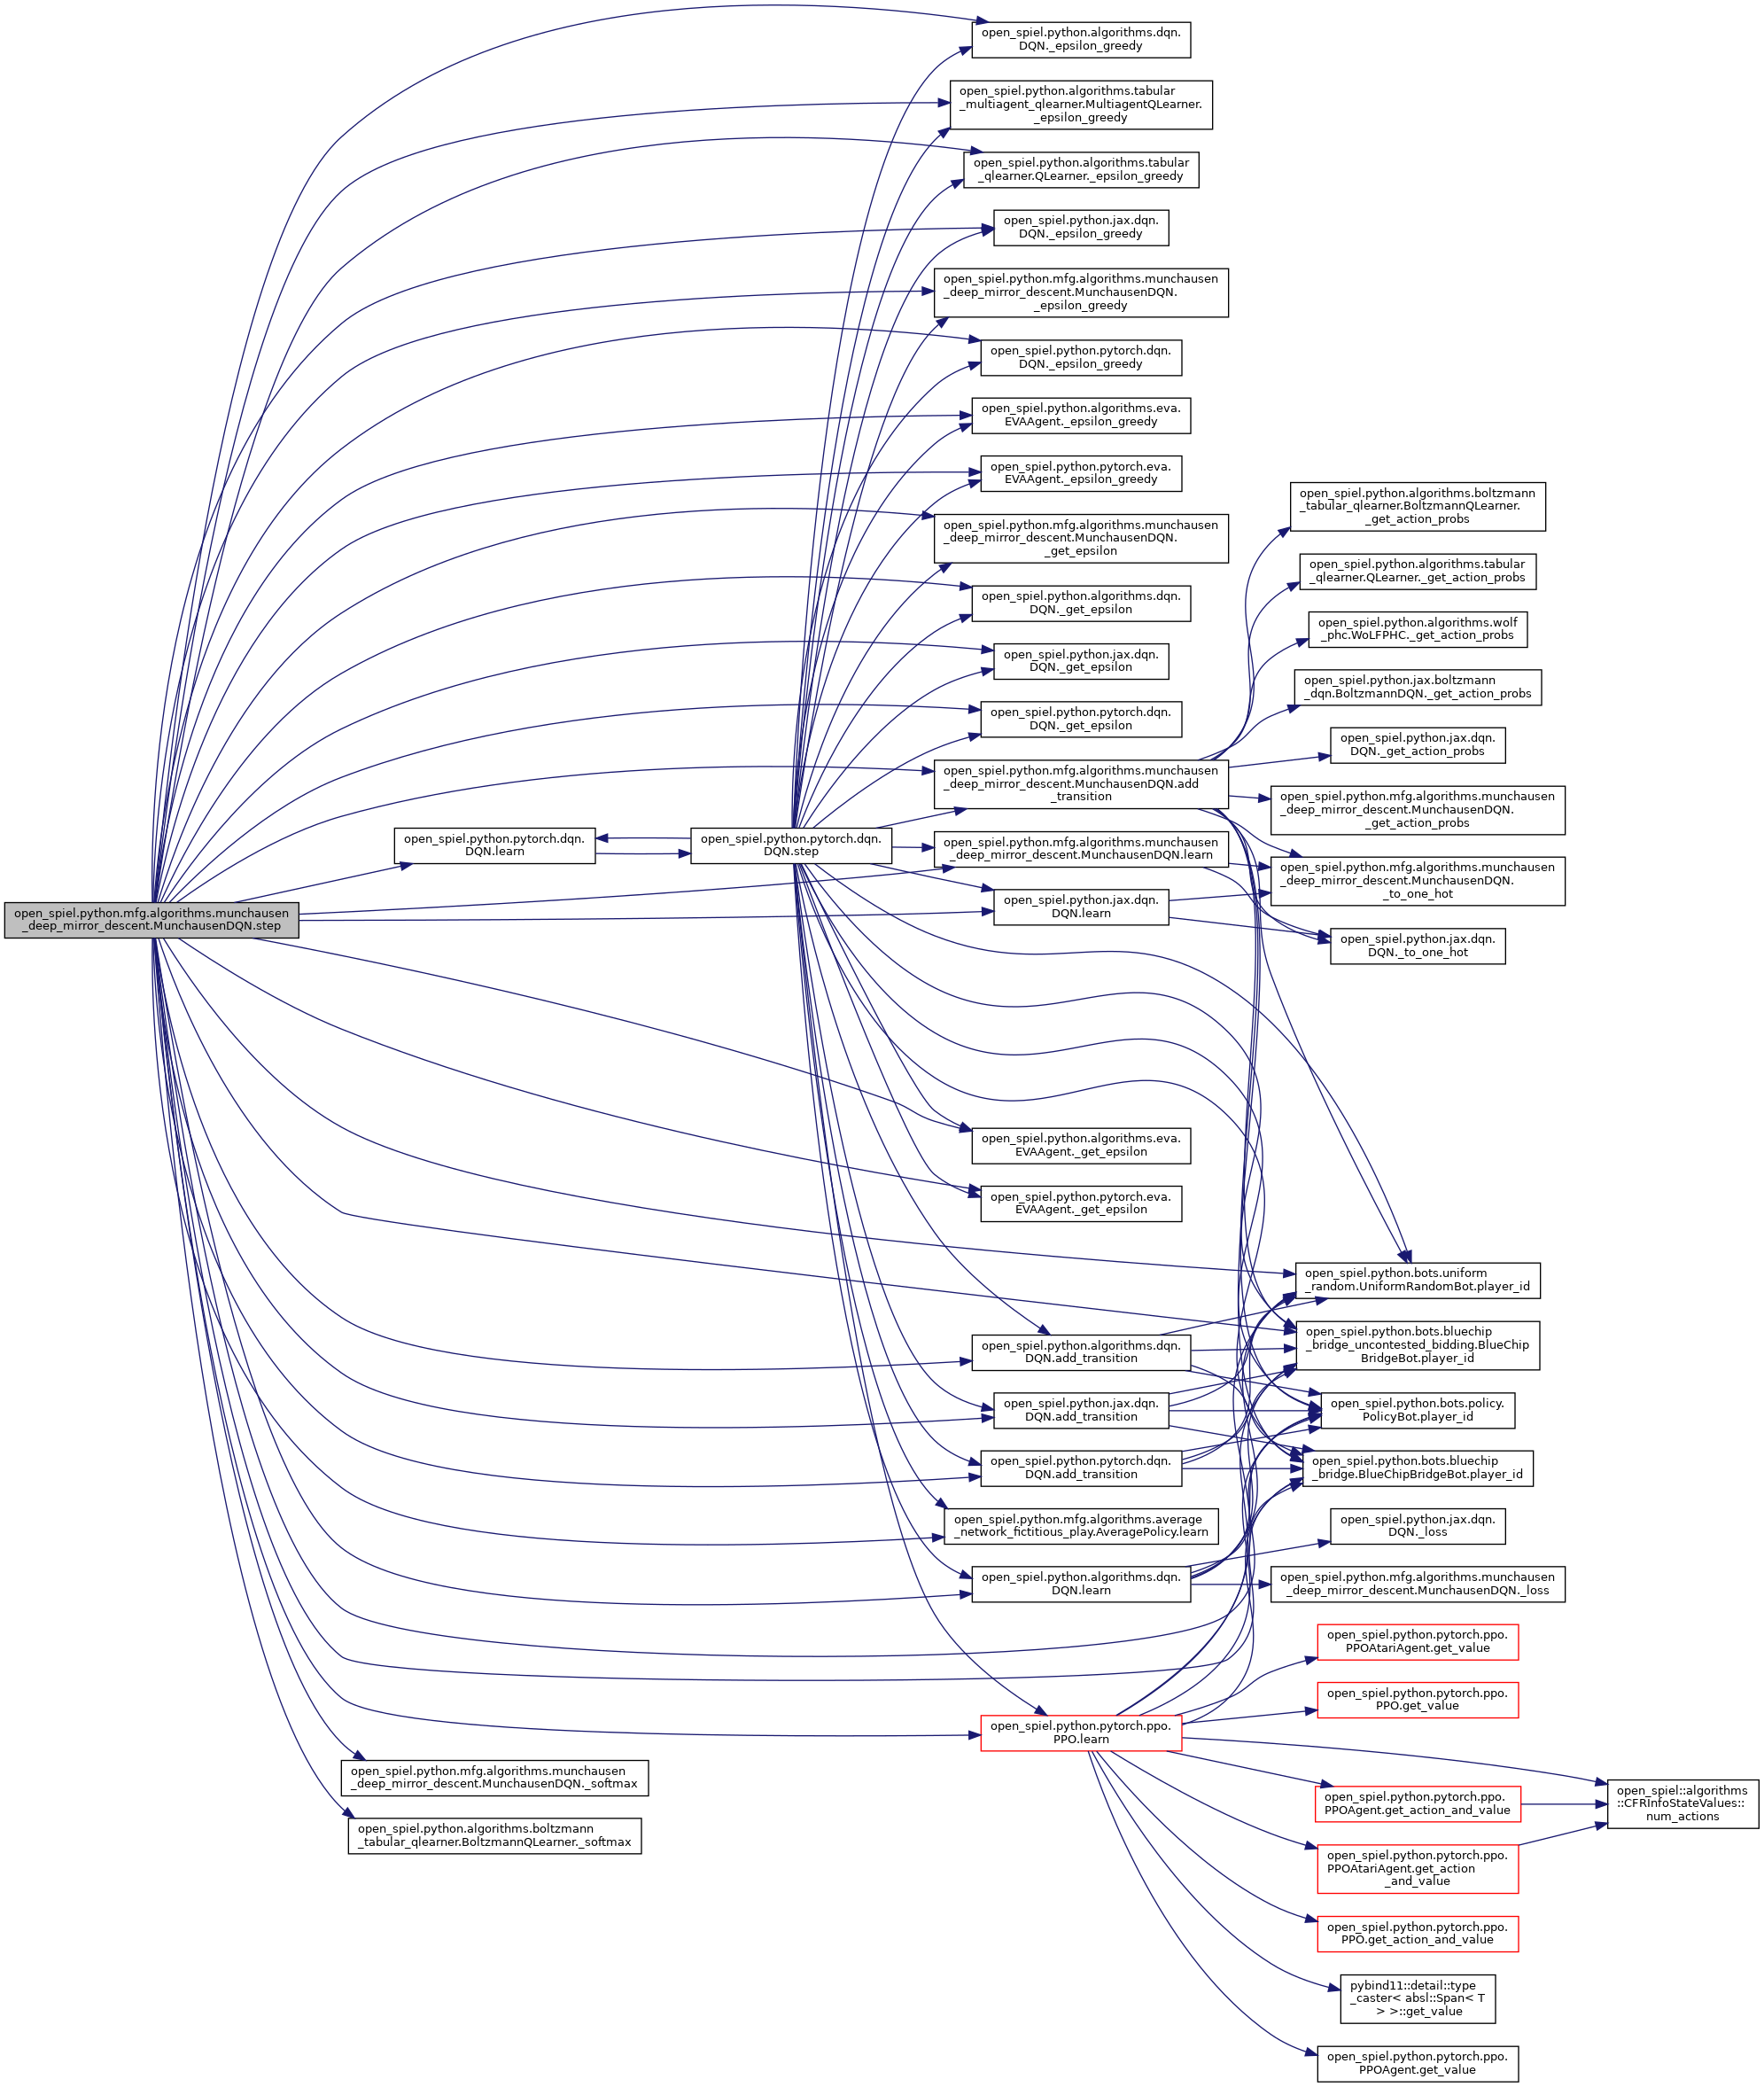 open_spiel.python.algorithms.dqn.
DQN._epsilon_greedy
open_spiel.python.algorithms.tabular
_multiagent_qlearner.MultiagentQLearner.
_epsilon_greedy
open_spiel.python.algorithms.tabular
_qlearner.QLearner._epsilon_greedy
open_spiel.python.jax.dqn.
DQN._epsilon_greedy
open_spiel.python.mfg.algorithms.munchausen
_deep_mirror_descent.MunchausenDQN.
_epsilon_greedy
open_spiel.python.pytorch.dqn.
DQN._epsilon_greedy
open_spiel.python.algorithms.eva.
EVAAgent._epsilon_greedy
open_spiel.python.pytorch.eva.
EVAAgent._epsilon_greedy
open_spiel.python.mfg.algorithms.munchausen
_deep_mirror_descent.MunchausenDQN.
_get_epsilon
open_spiel.python.algorithms.dqn.
DQN._get_epsilon
open_spiel.python.jax.dqn.
DQN._get_epsilon
open_spiel.python.pytorch.dqn.
DQN._get_epsilon
open_spiel.python.mfg.algorithms.munchausen
_deep_mirror_descent.MunchausenDQN.add
_transition
open_spiel.python.algorithms.boltzmann
_tabular_qlearner.BoltzmannQLearner.
_get_action_probs
open_spiel.python.algorithms.tabular
_qlearner.QLearner._get_action_probs
open_spiel.python.algorithms.wolf
_phc.WoLFPHC._get_action_probs
open_spiel.python.jax.boltzmann
_dqn.BoltzmannDQN._get_action_probs
open_spiel.python.jax.dqn.
DQN._get_action_probs
open_spiel.python.mfg.algorithms.munchausen
_deep_mirror_descent.MunchausenDQN.
_get_action_probs
open_spiel.python.pytorch.dqn.
DQN.learn
open_spiel.python.pytorch.dqn.
DQN.step
open_spiel.python.mfg.algorithms.munchausen
_deep_mirror_descent.MunchausenDQN.learn
open_spiel.python.mfg.algorithms.munchausen
_deep_mirror_descent.MunchausenDQN.
_to_one_hot
open_spiel.python.mfg.algorithms.munchausen
_deep_mirror_descent.MunchausenDQN.step
open_spiel.python.jax.dqn.
DQN.learn
open_spiel.python.jax.dqn.
DQN._to_one_hot
open_spiel.python.algorithms.eva.
EVAAgent._get_epsilon
open_spiel.python.pytorch.eva.
EVAAgent._get_epsilon
open_spiel.python.bots.uniform
_random.UniformRandomBot.player_id
open_spiel.python.bots.bluechip
_bridge_uncontested_bidding.BlueChip
BridgeBot.player_id
open_spiel.python.algorithms.dqn.
DQN.add_transition
open_spiel.python.jax.dqn.
DQN.add_transition
open_spiel.python.bots.policy.
PolicyBot.player_id
open_spiel.python.pytorch.dqn.
DQN.add_transition
open_spiel.python.bots.bluechip
_bridge.BlueChipBridgeBot.player_id
open_spiel.python.mfg.algorithms.average
_network_fictitious_play.AveragePolicy.learn
open_spiel.python.jax.dqn.
DQN._loss
open_spiel.python.algorithms.dqn.
DQN.learn
open_spiel.python.mfg.algorithms.munchausen
_deep_mirror_descent.MunchausenDQN._loss
open_spiel.python.pytorch.ppo.
PPOAtariAgent.get_value
open_spiel.python.pytorch.ppo.
PPO.get_value
open_spiel.python.pytorch.ppo.
PPO.learn
open_spiel.python.mfg.algorithms.munchausen
_deep_mirror_descent.MunchausenDQN._softmax
open_spiel.python.pytorch.ppo.
PPOAgent.get_action_and_value
open_spiel::algorithms
::CFRInfoStateValues::
num_actions
open_spiel.python.algorithms.boltzmann
_tabular_qlearner.BoltzmannQLearner._softmax
open_spiel.python.pytorch.ppo.
PPOAtariAgent.get_action
_and_value
open_spiel.python.pytorch.ppo.
PPO.get_action_and_value
pybind11::detail::type
_caster< absl::Span< T
> >::get_value
open_spiel.python.pytorch.ppo.
PPOAgent.get_value